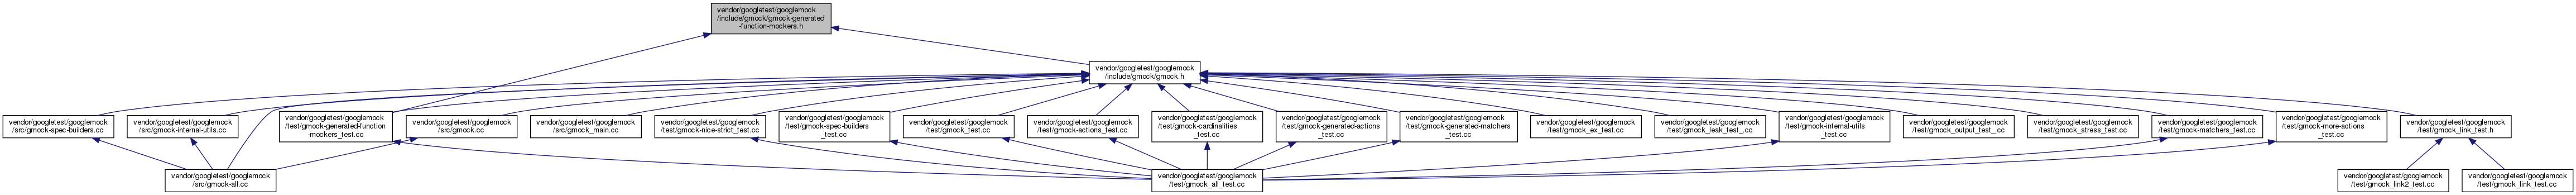 vendor/googletest/googlemock
/include/gmock/gmock-generated
-function-mockers.h
vendor/googletest/googlemock
/include/gmock/gmock.h
vendor/googletest/googlemock
/src/gmock-spec-builders.cc
vendor/googletest/googlemock
/src/gmock-internal-utils.cc
vendor/googletest/googlemock
/test/gmock-generated-function
-mockers_test.cc
vendor/googletest/googlemock
/src/gmock.cc
vendor/googletest/googlemock
/src/gmock_main.cc
vendor/googletest/googlemock
/test/gmock-nice-strict_test.cc
vendor/googletest/googlemock
/test/gmock-spec-builders
_test.cc
vendor/googletest/googlemock
/test/gmock_test.cc
vendor/googletest/googlemock
/test/gmock-actions_test.cc
vendor/googletest/googlemock
/test/gmock-cardinalities
_test.cc
vendor/googletest/googlemock
/test/gmock-generated-actions
_test.cc
vendor/googletest/googlemock
/test/gmock-generated-matchers
_test.cc
vendor/googletest/googlemock
/test/gmock_ex_test.cc
vendor/googletest/googlemock
/test/gmock_leak_test_.cc
vendor/googletest/googlemock
/test/gmock-internal-utils
_test.cc
vendor/googletest/googlemock
/test/gmock_output_test_.cc
vendor/googletest/googlemock
/test/gmock_stress_test.cc
vendor/googletest/googlemock
/test/gmock-matchers_test.cc
vendor/googletest/googlemock
/test/gmock-more-actions
_test.cc
vendor/googletest/googlemock
/test/gmock_link_test.h
vendor/googletest/googlemock
/src/gmock-all.cc
vendor/googletest/googlemock
/test/gmock_all_test.cc
vendor/googletest/googlemock
/test/gmock_link2_test.cc
vendor/googletest/googlemock
/test/gmock_link_test.cc